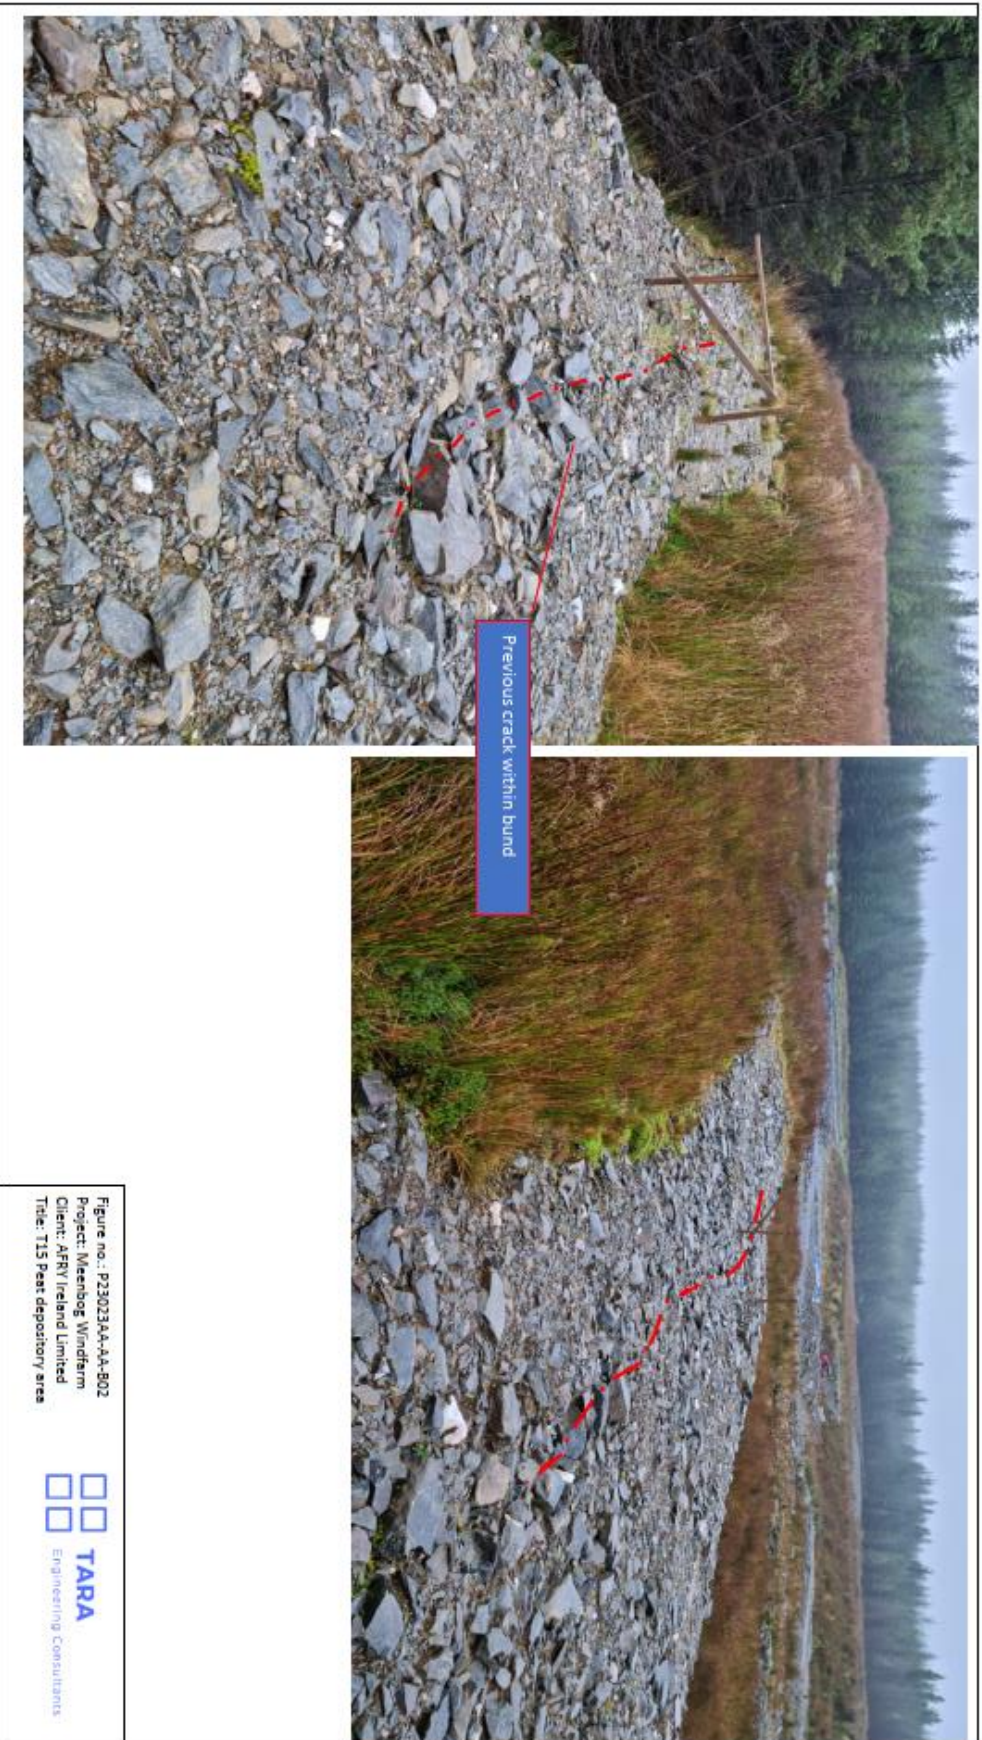 Previous crack within bund
Figure no.: P23023AA-AA-B02
Project: Meenbog Windfarm
Client: AFRY Ireland Limited
Title: T15 Peat depository area
TARA
Engineering Consultants